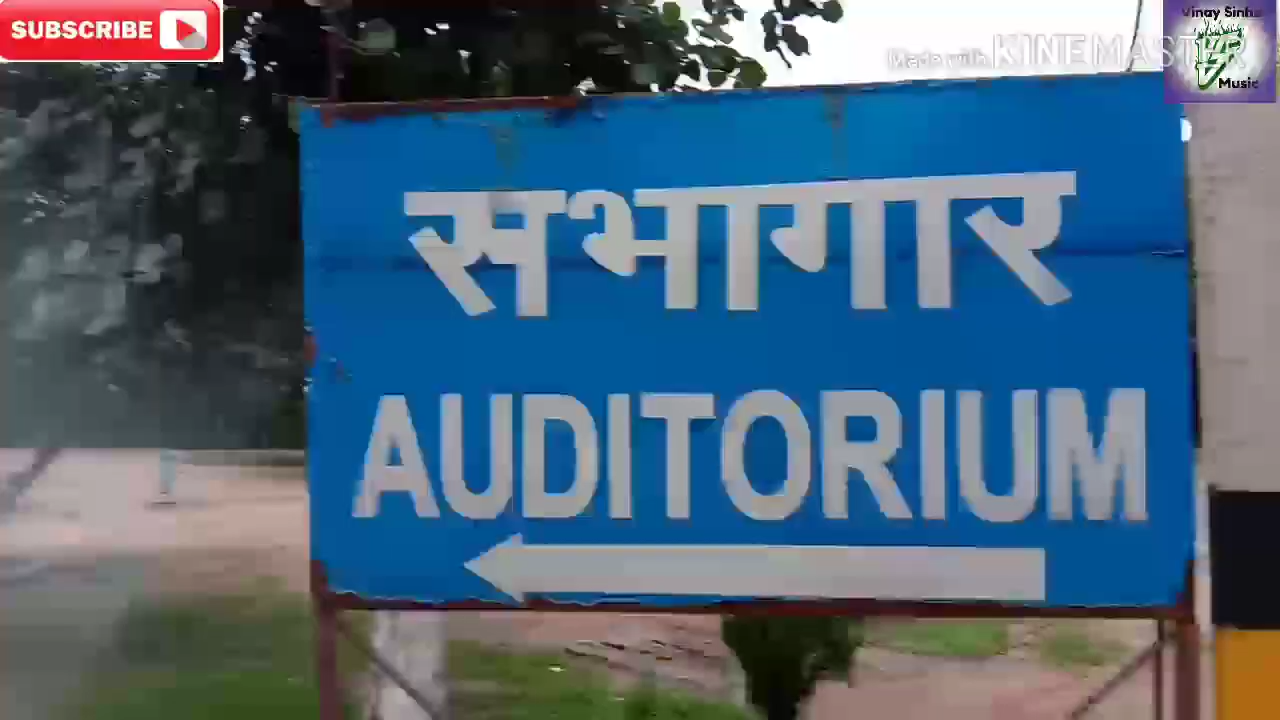 SUBSCRIBE
Made with KINEMASTER
Vinay Sinha
Music
सभागार
AUDITORIUM